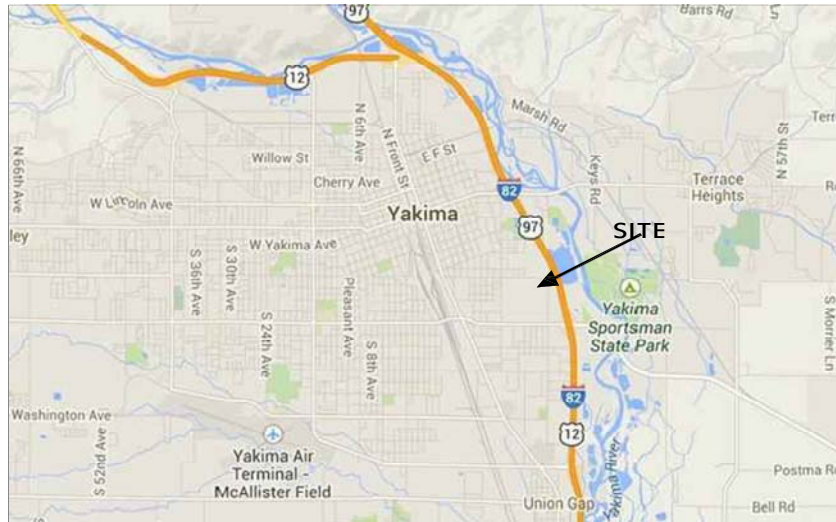 97
Barrs Rd
Ln
12
N 66th Ave
N 6th Ave
N Front St
E F St
Marsh Rd
Keys Rd
N 57th St
Terr
Willow St
Cherry Ave
W Lincoln Ave
82
Terrace
Heights
Yakima
97
SITE
ley
W Yakima Ave
S 36th Ave
S 30th Ave
S 24th Ave
Pleasant Ave
S 8th Ave
Yakima
Sportsman
State Park
S Morrier Ln
82
12
Washington Ave
S 52nd Ave
Yakima Air
Terminal -
McAllister Field
Yakima River
Union Gap
Postma R
Bell Rd